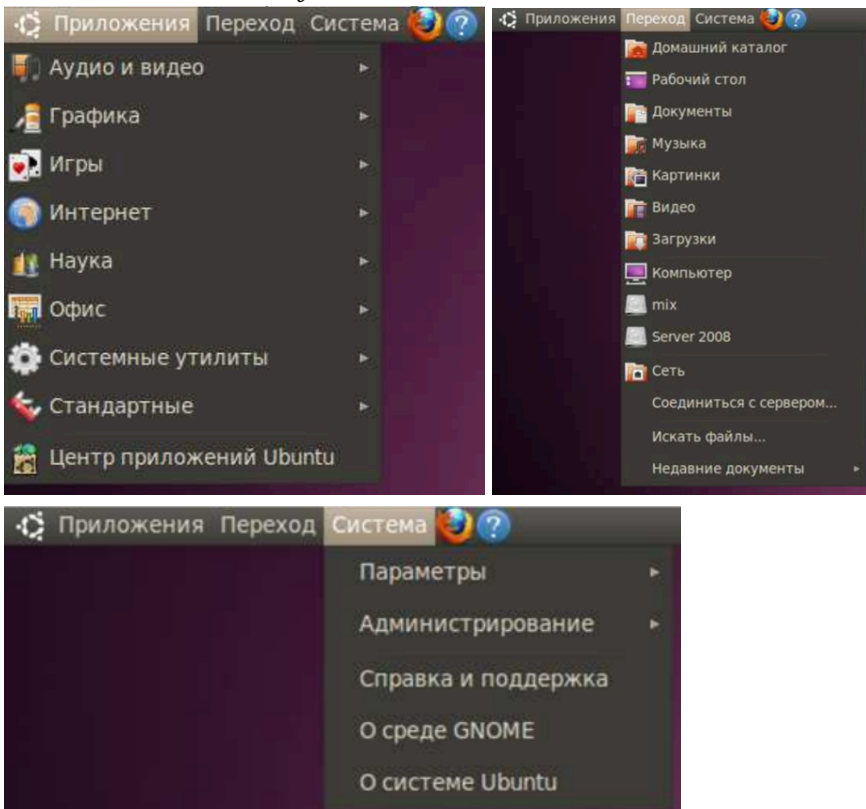 Приложения Переход Система
Аудио и видео
Графика
Игры
Интернет
Наука
Офис
Системные утилиты
Стандартные
Центр приложений Ubuntu
Приложения Переход Система
Домашний каталог
Рабочий стол
Документы
Музыка
Картинки
Видео
Загрузки
Компьютер
mix
Server 2008
Сеть
Соединиться с сервером...
Искать файлы...
Недавние документы
Приложения Переход Система
Параметры
Администрирование
Справка и поддержка
О среде GNOME
О системе Ubuntu